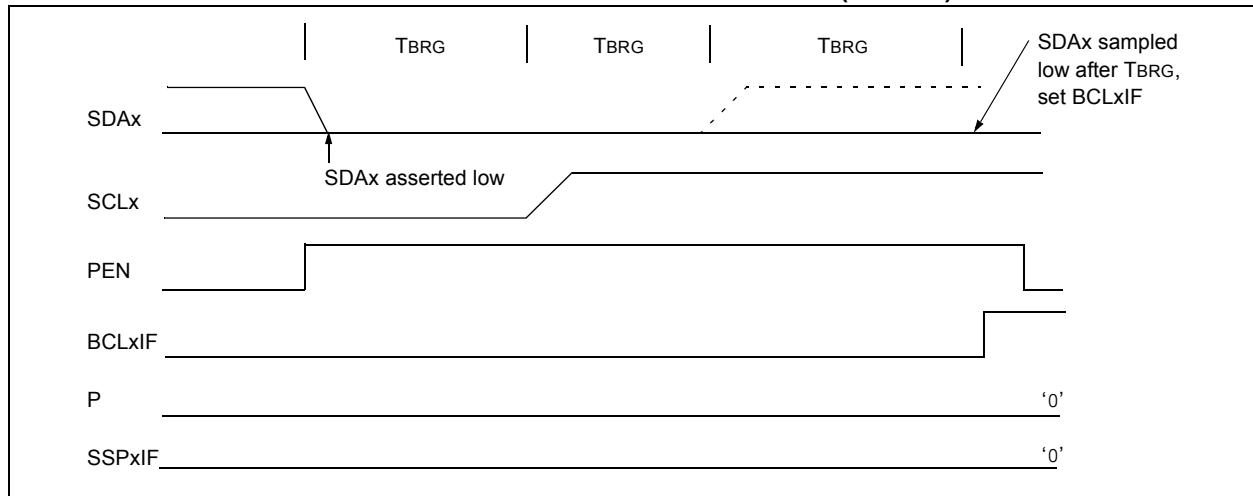 TBRG TBRG TBRG
SDAx sampled
low after TBRG,
set BCLxIF
SDAx
SDAx asserted low
SCLx
PEN
BCLxIF
P '0'
SSPxIF '0'